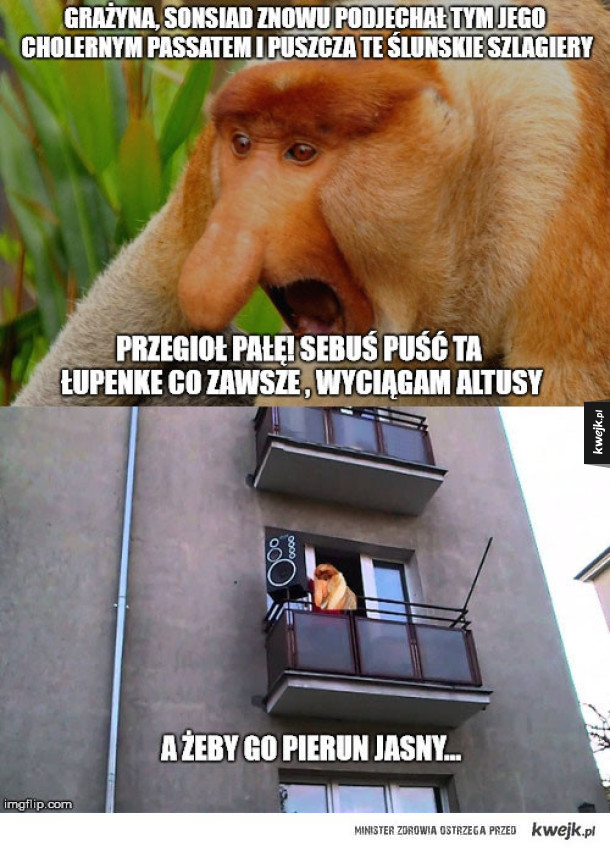 GRAŻYNA, SONSIAD ZNOWU PODJECHAŁ TYM JEGO
CHOLERNYM PASSATEM I PUSZCZA TE ŚLUNSKIE SZLAGIERY
PRZEGIOŁ PAŁĘ! SEBUŚ PUŚĆ TA
ŁUPENKE CO ZAWSZE , WYCIĄGAM ALTUSY
kwejk.pl
A ŻEBY GO PIERUN JASNY...
imgflip.com
MINISTER ZDROWIA OSTRZEGA PRZED kwejk.pl